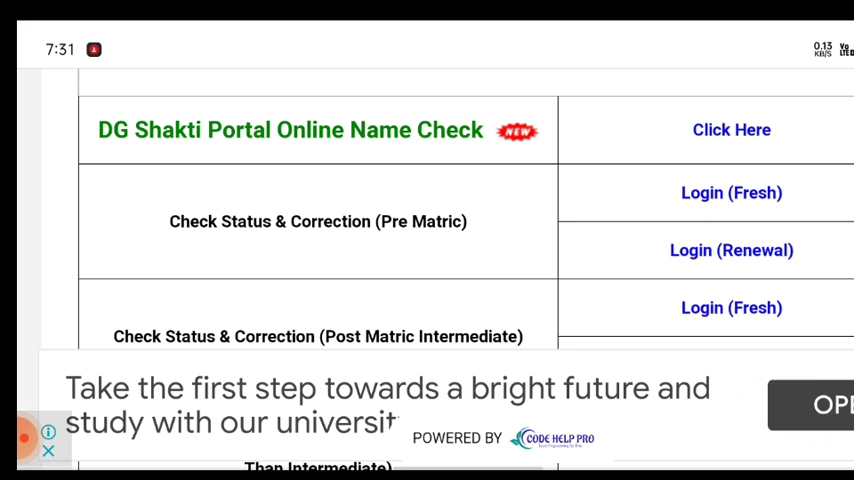 7:31
0.13
KB/S
Vo
LTE
DG Shakti Portal Online Name Check NEW
Click Here
Check Status & Correction (Pre Matric)
Login (Fresh)
Login (Renewal)
Login (Fresh)
Check Status & Correction (Post Matric Intermediate)
Take the first step towards a bright future and
study with our universit
OPE
POWERED BY CODE HELP PRO
Than Intermediate)